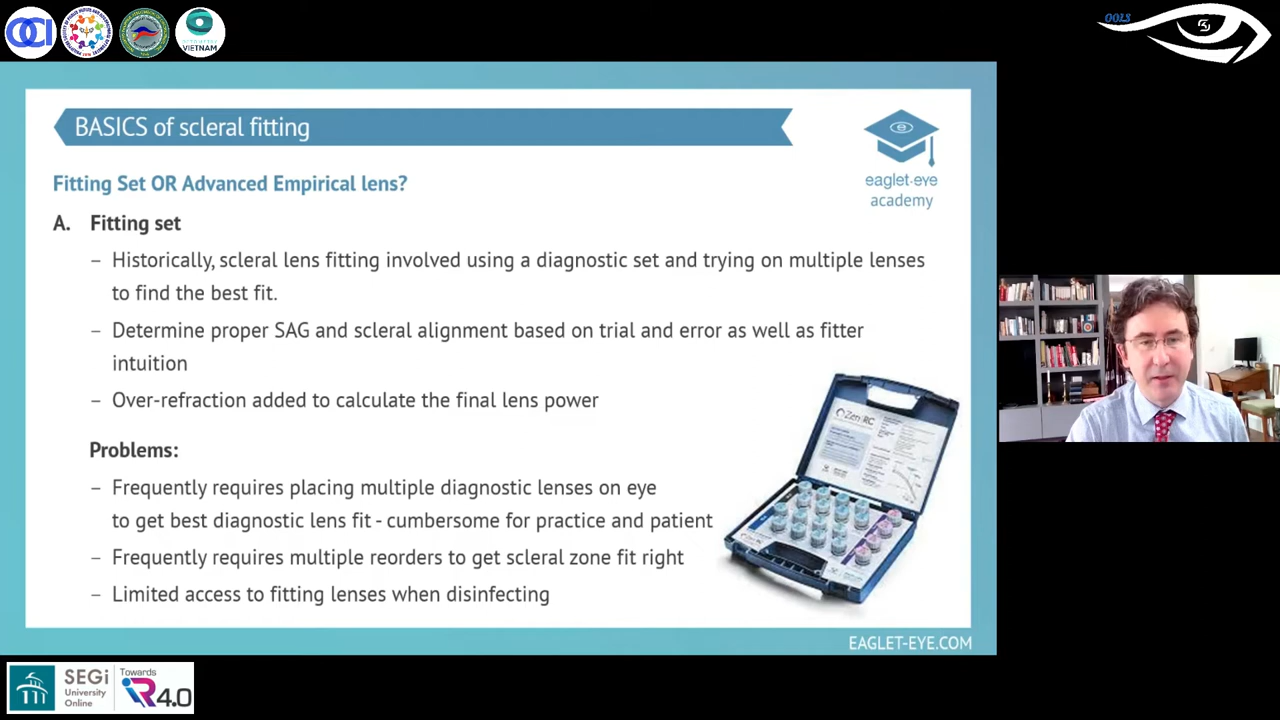 OCI
VIETNAM
OOLS
BASICS of scleral fitting
eaglet·eye
academy
Fitting Set OR Advanced Empirical lens?
A. Fitting set
– Historically, scleral lens fitting involved using a diagnostic set and trying on multiple lenses
to find the best fit.
– Determine proper SAG and scleral alignment based on trial and error as well as fitter
intuition
– Over-refraction added to calculate the final lens power
Zen RC
Problems:
– Frequently requires placing multiple diagnostic lenses on eye
to get best diagnostic lens fit - cumbersome for practice and patient
– Frequently requires multiple reorders to get scleral zone fit right
– Limited access to fitting lenses when disinfecting
EAGLET-EYE.COM
SEGi
University
Online
Towards
iR4.0